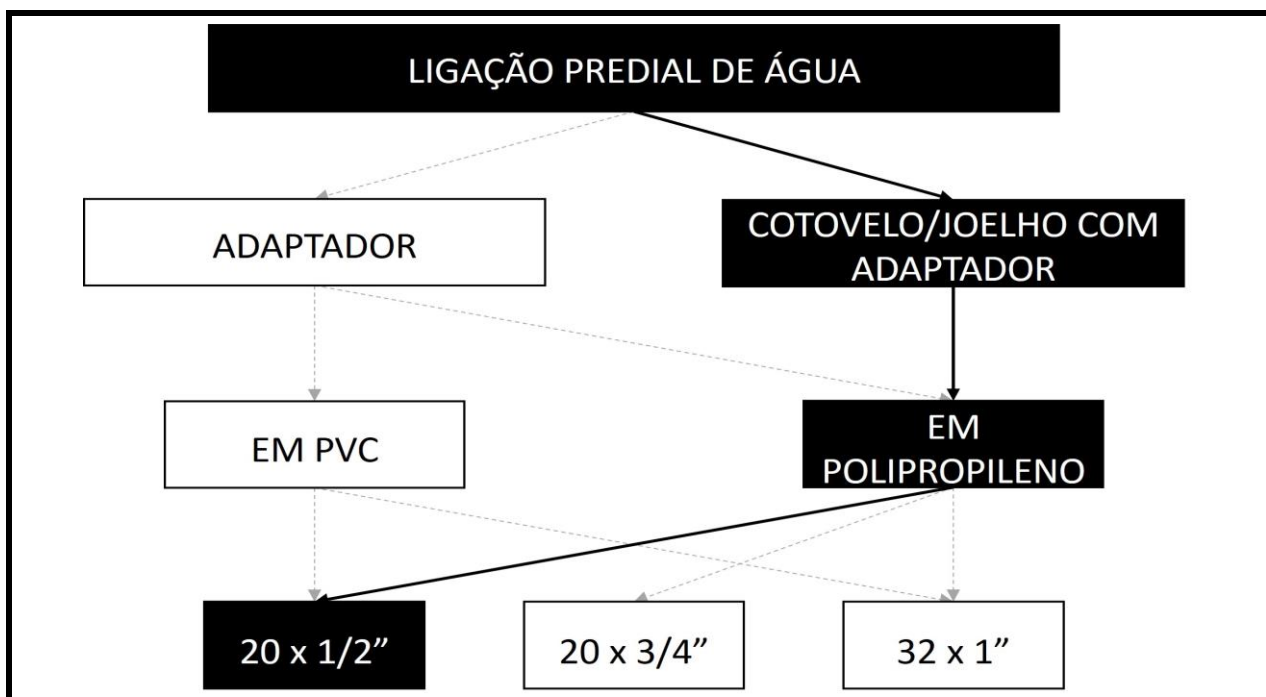 LIGAÇÃO PREDIAL DE ÁGUA
ADAPTADOR
COTOVELO/JOELHO COM
ADAPTADOR
EM PVC
EM
POLIPROPILENO
20 x 1/2”
20 x 3/4”
32 x 1”